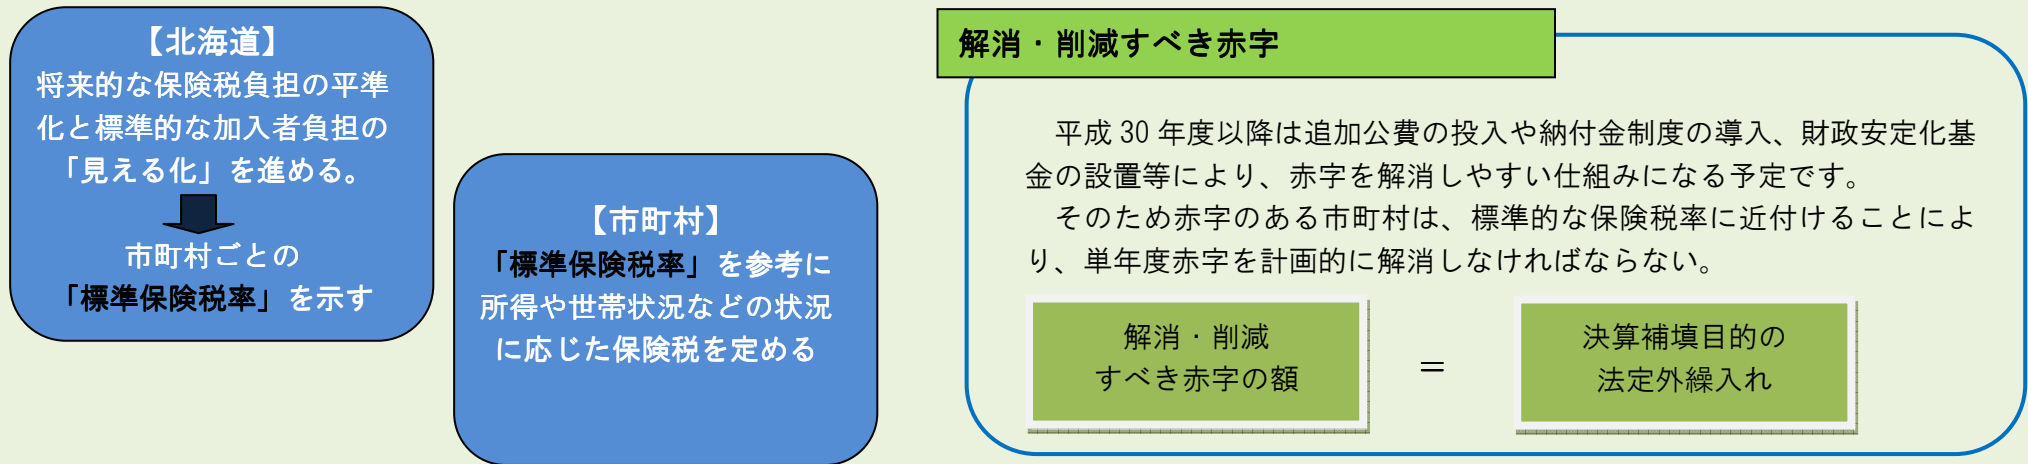 【北海道】
将来的な保険税負担の平準
化と標準的な加入者負担の
「見える化」を進める。
市町村ごとの
「標準保険税率」を示す
【市町村】
「標準保険税率」を参考に
所得や世帯状況などの状況
に応じた保険税を定める
解消・削減すべき赤字
　平成 30 年度以降は追加公費の投入や納付金制度の導入、財政安定化基
金の設置等により、赤字を解消しやすい仕組みになる予定です。
　そのため赤字のある市町村は、標準的な保険税率に近付けることによ
り、単年度赤字を計画的に解消しなければならない。
解消・削減
すべき赤字の額
＝
決算補填目的の
法定外繰入れ